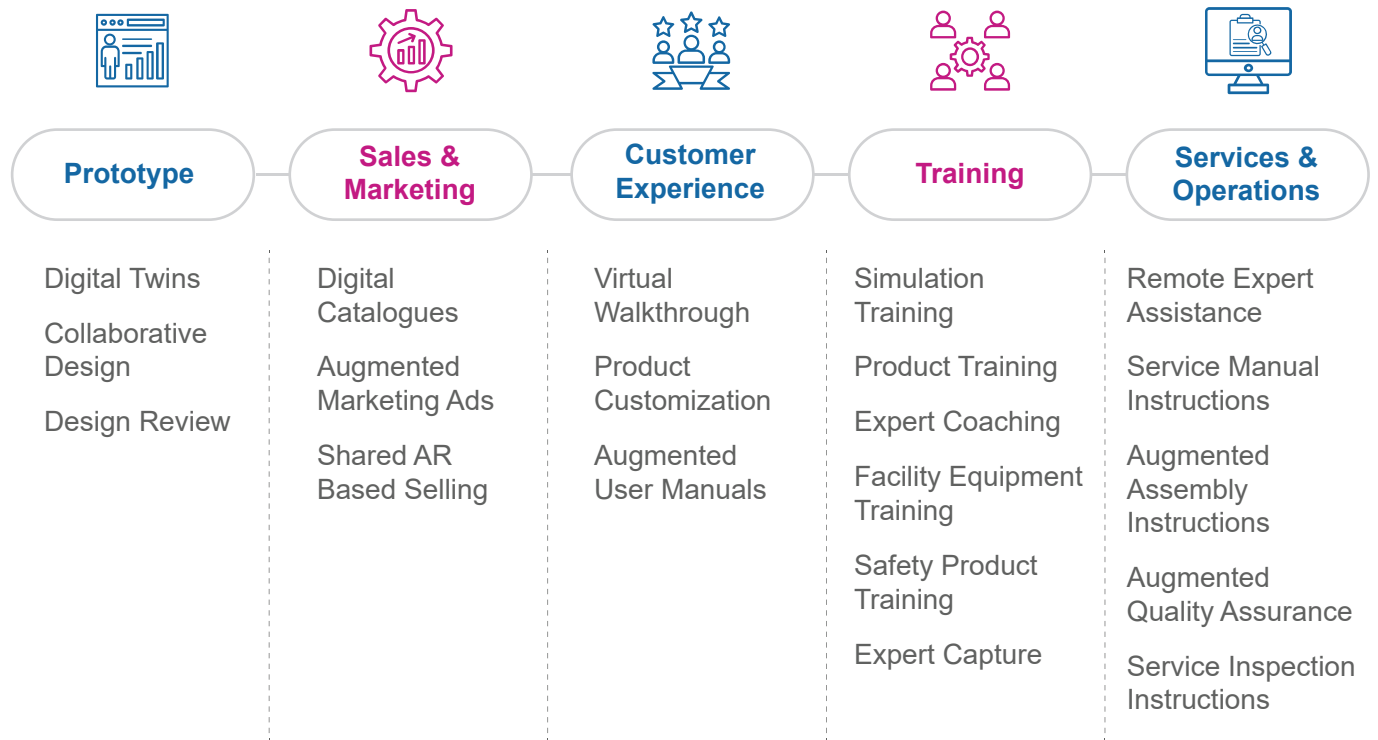 Prototype
Sales &
Marketing
Customer
Experience
Training
Services &
Operations
Digital Twins
Collaborative
Design
Design Review
Digital
Catalogues
Augmented
Marketing Ads
Shared AR
Based Selling
Virtual
Walkthrough
Product
Customization
Augmented
User Manuals
Simulation
Training
Product Training
Expert Coaching
Facility Equipment
Training
Safety Product
Training
Expert Capture
Remote Expert
Assistance
Service Manual
Instructions
Augmented
Assembly
Instructions
Augmented
Quality Assurance
Service Inspection
Instructions